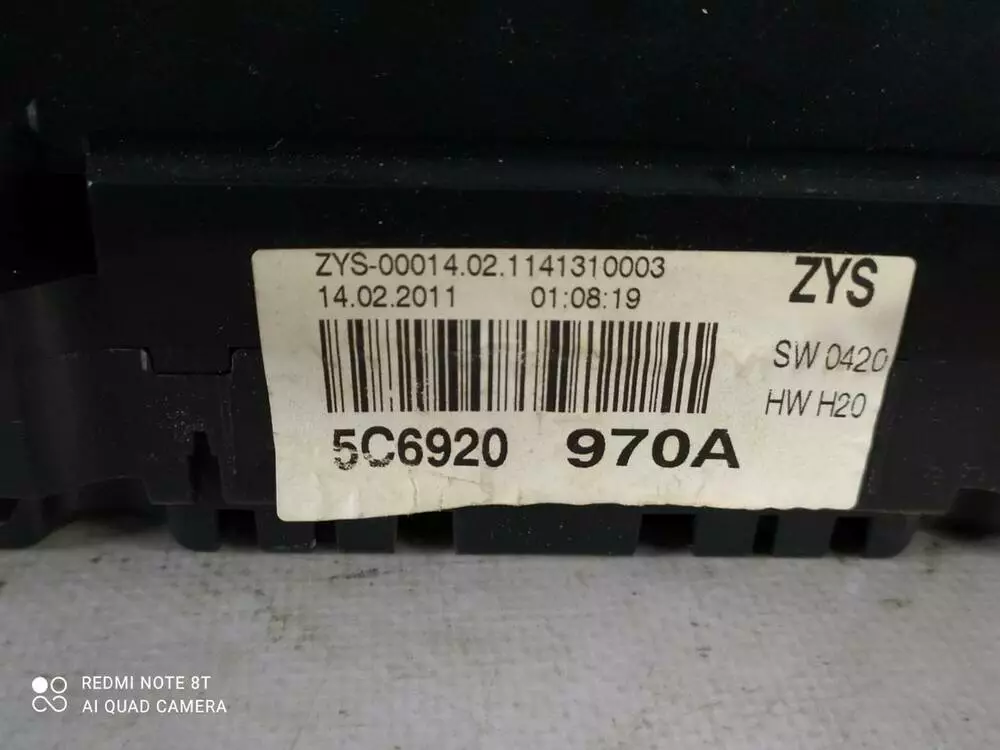 ZYS-00014.02.1141310003
14.02.2011 01:08:19
ZYS
SW 0420
HW H20
5C6920 970A
REDMI NOTE 8T
AI QUAD CAMERA